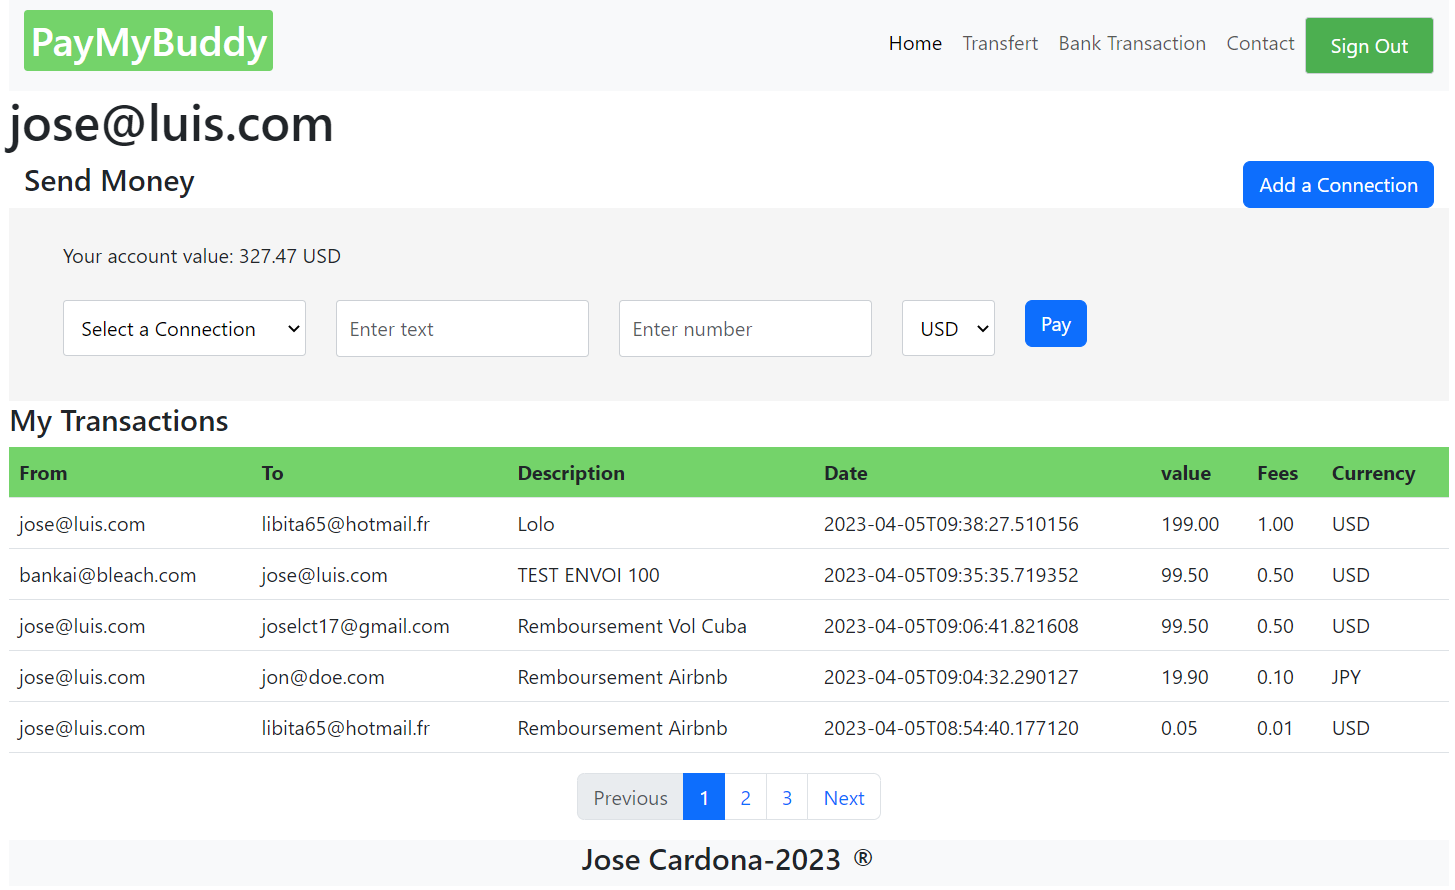 PayMyBuddy Home Transfert Bank Transaction Contact Sign Out
jose@luis.com
Send Money Add a Connection
Your account value: 327.47 USD
Select a Connection Enter text Enter number USD Pay
My Transactions
From To Description Date value Fees Currency
jose@luis.com libita65@hotmail.fr Lolo 2023-04-05T09:38:27.510156 199.00 1.00 USD
bankai@bleach.com jose@luis.com TEST ENVOI 100 2023-04-05T09:35:35.719352 99.50 0.50 USD
jose@luis.com joselct17@gmail.com Remboursement Vol Cuba 2023-04-05T09:06:41.821608 99.50 0.50 USD
jose@luis.com jon@doe.com Remboursement Airbnb 2023-04-05T09:04:32.290127 19.90 0.10 JPY
jose@luis.com libita65@hotmail.fr Remboursement Airbnb 2023-04-05T08:54:40.177120 0.05 0.01 USD
Previous 1 2 3 Next
Jose Cardona-2023 ®